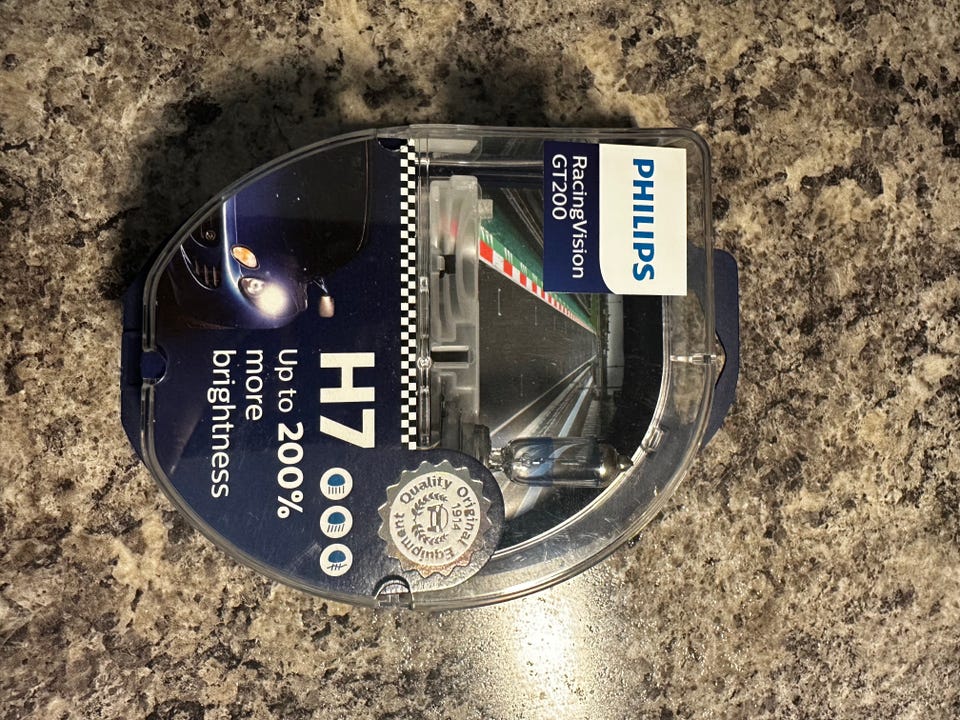 PHILIPS
RacingVision
GT200
H7
Up to 200%
more
brightness
Quality Original Equipment
1914